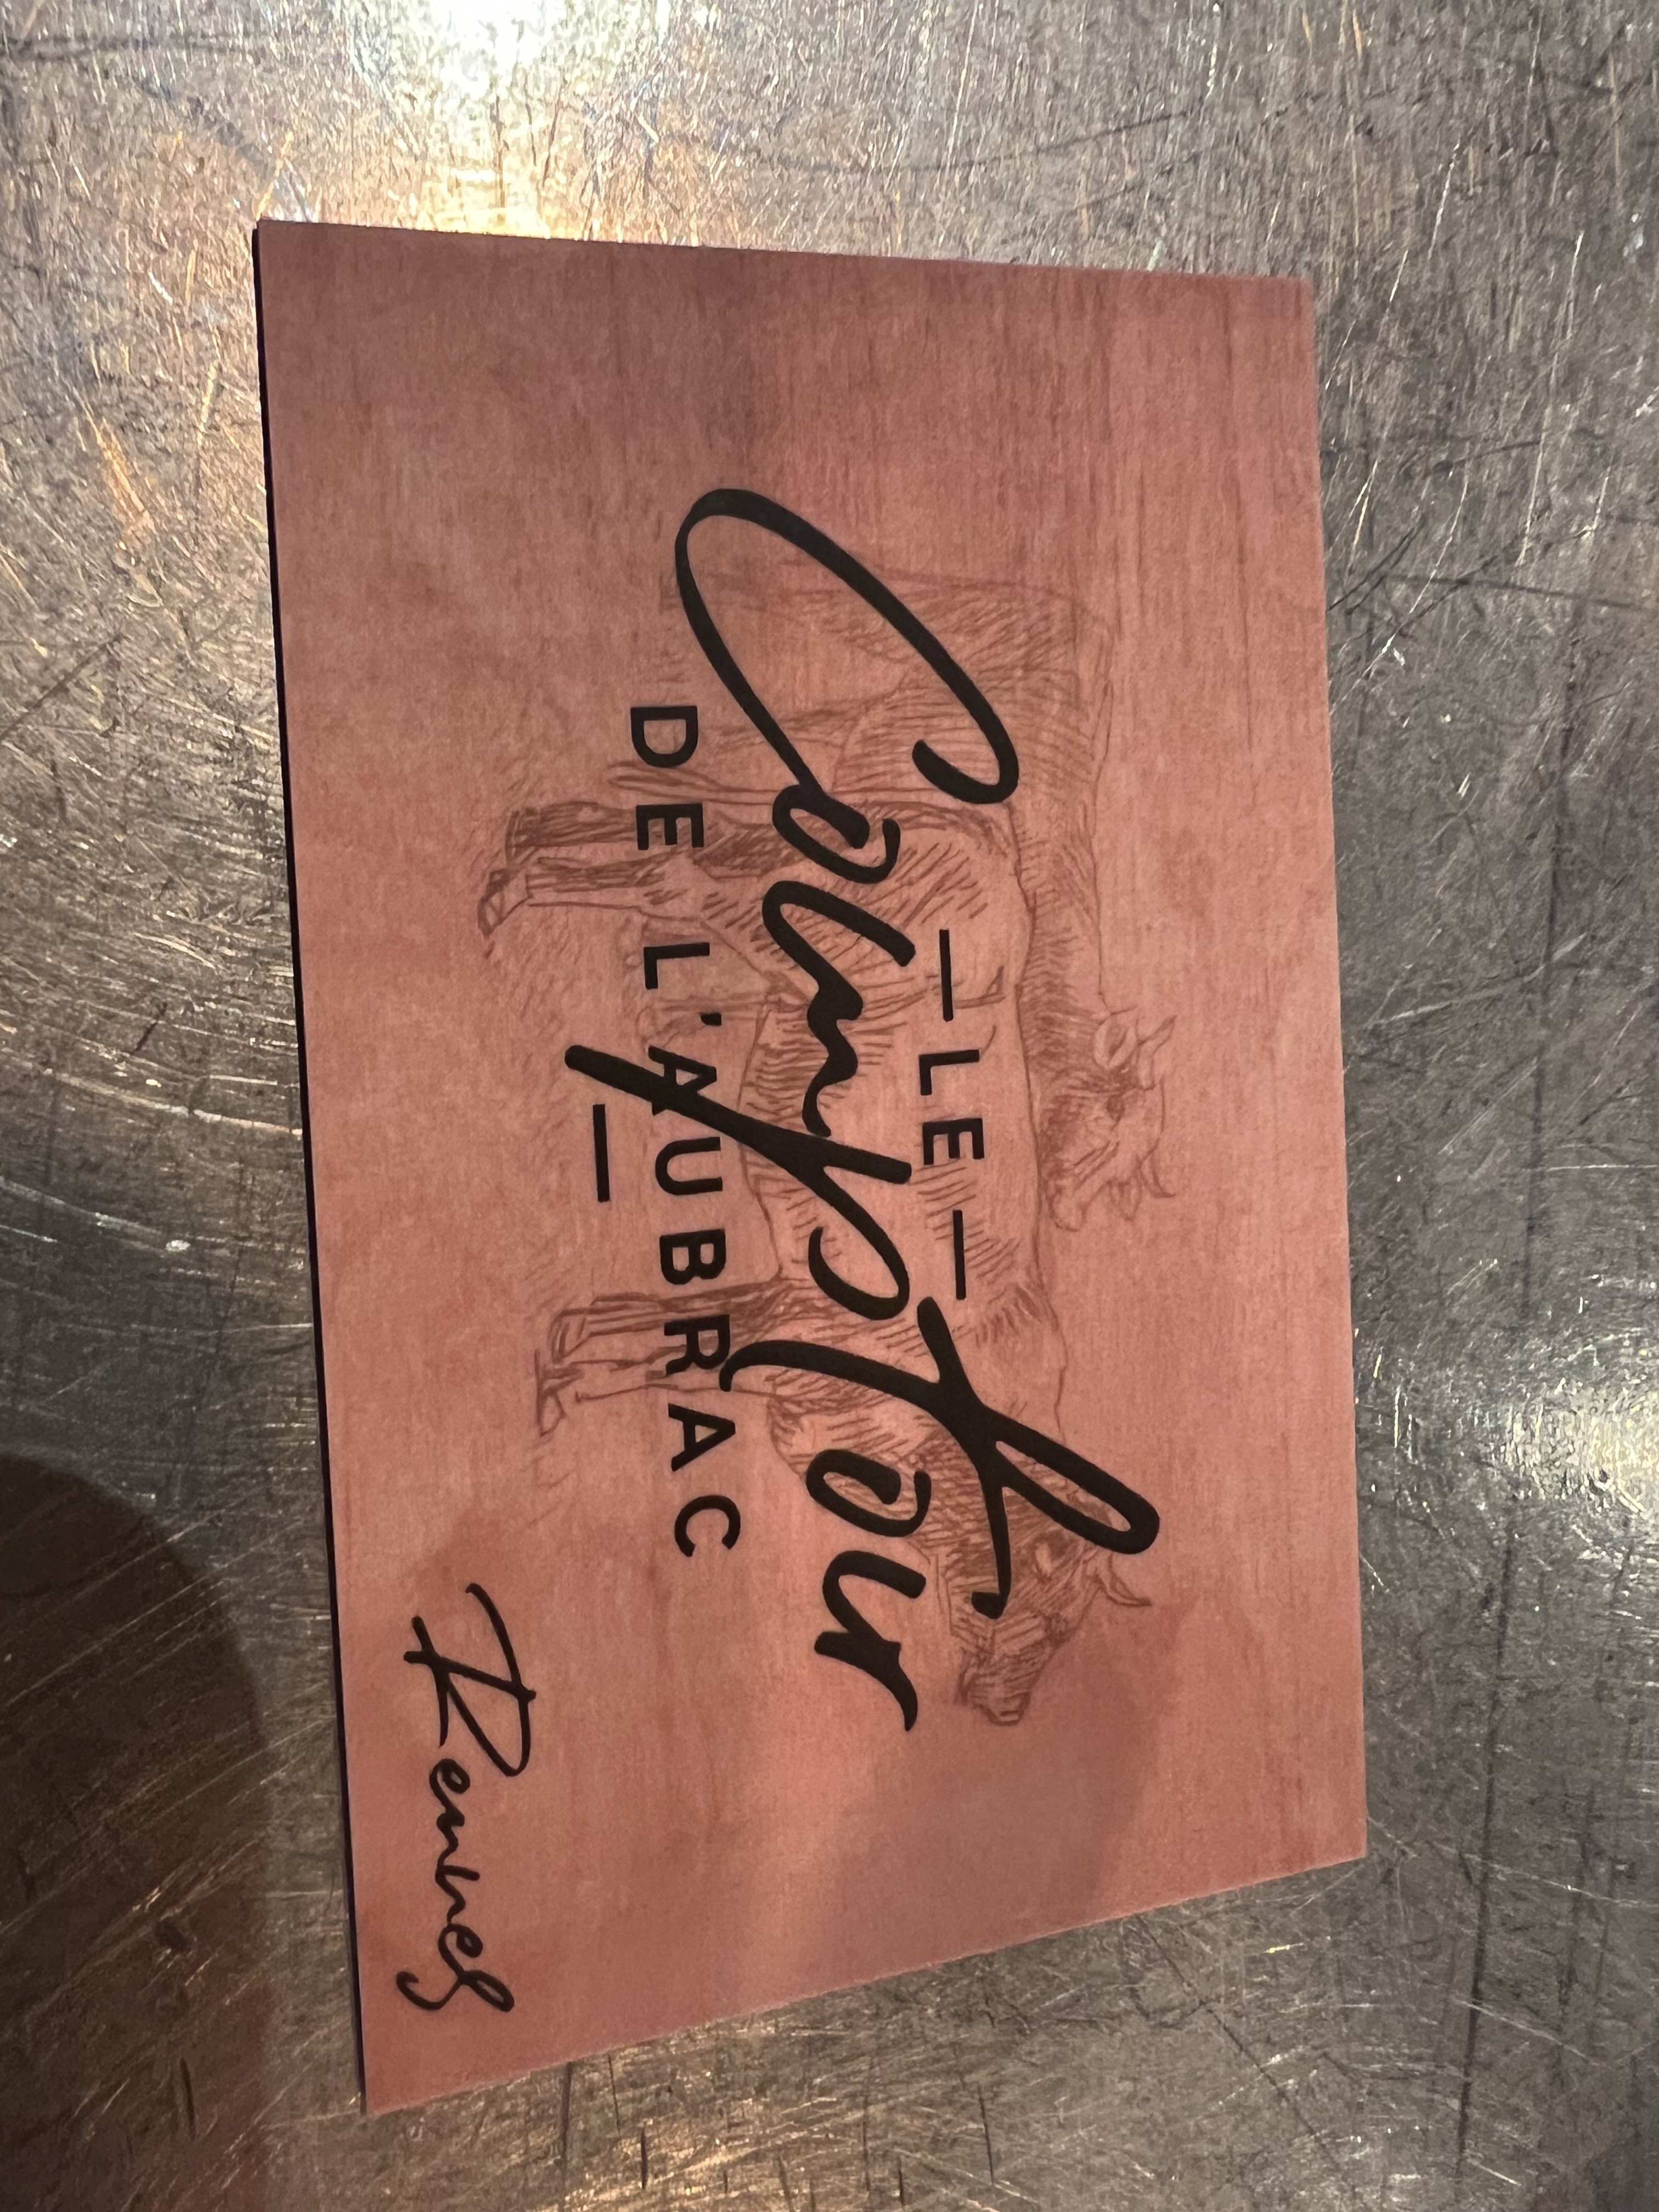 — LE —
Comptoir
DE L'AUBRAC
—
Rennes